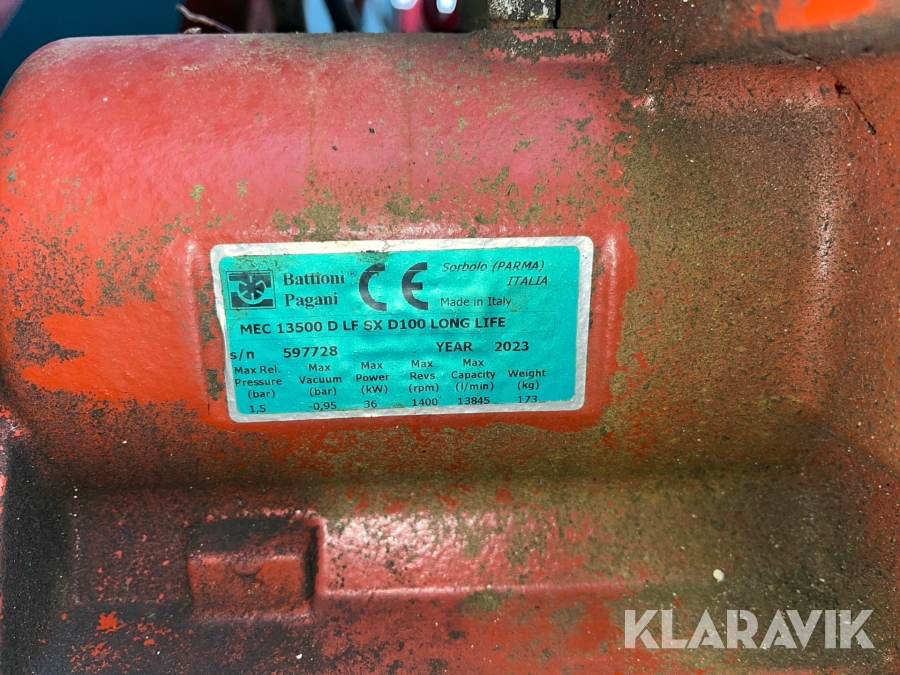 Battioni ®
Pagani
CE
Sorbolo (PARMA)
ITALIA
Made in Italy
MEC 13500 D LF SX D100 LONG LIFE
s/n 597728 YEAR 2023
Max Rel. Pressure (bar) Max Vacuum (bar) Max Power (kW) Max Revs (rpm) Max Capacity (l/min) Weight (kg)
1,5 -0,95 36 1400 13845 173
KLARAVIK